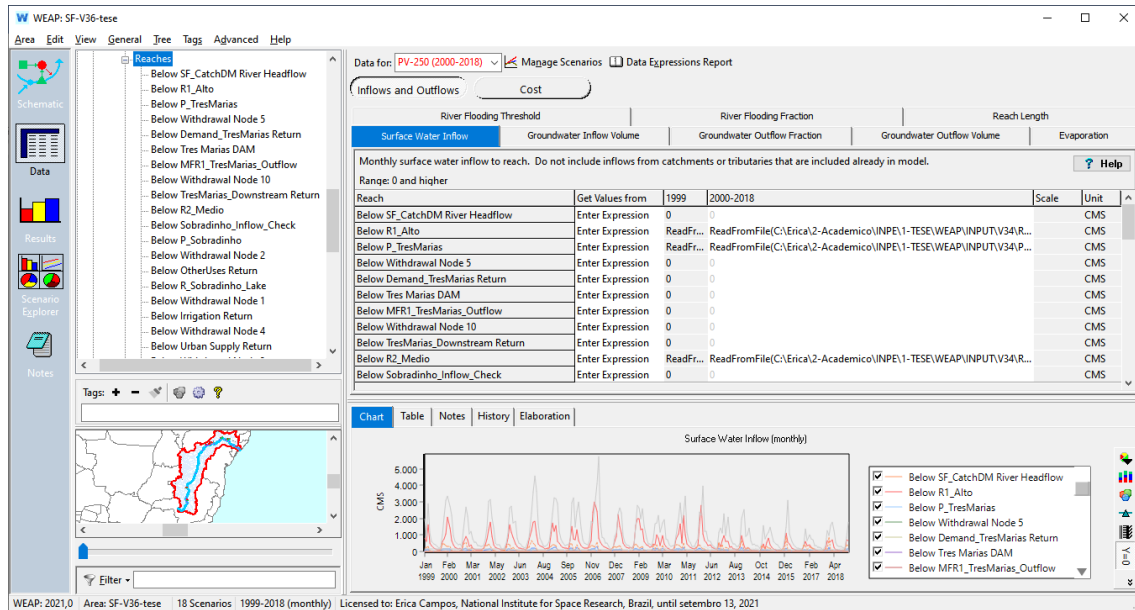 WEAP: SF-V36-tese
Area Edit View General Tree Tags Advanced Help
Schematic
Data
Results
Scenario Explorer
Notes
Reaches
Below SF_CatchDM River Headflow
Below R1_Alto
Below P_TresMarias
Below Withdrawal Node 5
Below Demand_TresMarias Return
Below Tres Marias DAM
Below MFR1_TresMarias_Outflow
Below Withdrawal Node 10
Below TresMarias_Downstream Return
Below R2_Medio
Below Sobradinho_Inflow_Check
Below P_Sobradinho
Below Withdrawal Node 2
Below OtherUses Return
Below R_Sobradinho_Lake
Below Withdrawal Node 1
Below Irrigation Return
Below Withdrawal Node 4
Below Urban Supply Return
Tags:
Filter
Data for: PV-250 (2000-2018) Manage Scenarios Data Expressions Report
Inflows and Outflows Cost
River Flooding Threshold River Flooding Fraction Reach Length
Surface Water Inflow Groundwater Inflow Volume Groundwater Outflow Fraction Groundwater Outflow Volume Evaporation
Monthly surface water inflow to reach. Do not include inflows from catchments or tributaries that are included already in model.
? Help
Range: 0 and higher
Reach Get Values from 1999 2000-2018 Scale Unit
Below SF_CatchDM River Headflow Enter Expression 0 0 CMS
Below R1_Alto Enter Expression ReadFr... ReadFromFile(C:\Erica\2-Academico\INPE\1-TESE\WEAP\INPUT\V34\R... CMS
Below P_TresMarias Enter Expression ReadFr... ReadFromFile(C:\Erica\2-Academico\INPE\1-TESE\WEAP\INPUT\V34\P... CMS
Below Withdrawal Node 5 Enter Expression 0 0 CMS
Below Demand_TresMarias Return Enter Expression 0 0 CMS
Below Tres Marias DAM Enter Expression 0 0 CMS
Below MFR1_TresMarias_Outflow Enter Expression 0 0 CMS
Below Withdrawal Node 10 Enter Expression 0 0 CMS
Below TresMarias_Downstream Return Enter Expression 0 0 CMS
Below R2_Medio Enter Expression ReadFr... ReadFromFile(C:\Erica\2-Academico\INPE\1-TESE\WEAP\INPUT\V34\R... CMS
Below Sobradinho_Inflow_Check Enter Expression 0 0 CMS
Chart Table Notes History Elaboration
Surface Water Inflow (monthly)
CMS
5.000
4.000
3.000
2.000
1.000
0
Jan Feb Mar Apr May Jun Aug Sep Nov Dec Feb Mar Apr May Jun Aug Oct Dec Feb Apr
1999 2000 2001 2002 2003 2004 2005 2006 2006 2007 2009 2010 2011 2012 2013 2014 2015 2016 2017 2018
Below SF_CatchDM River Headflow
Below R1_Alto
Below P_TresMarias
Below Withdrawal Node 5
Below Demand_TresMarias Return
Below Tres Marias DAM
Below MFR1_TresMarias_Outflow
Y=0
WEAP: 2021,0 Area: SF-V36-tese 18 Scenarios 1999-2018 (monthly) Licensed to: Erica Campos, National Institute for Space Research, Brazil, until setembro 13, 2021